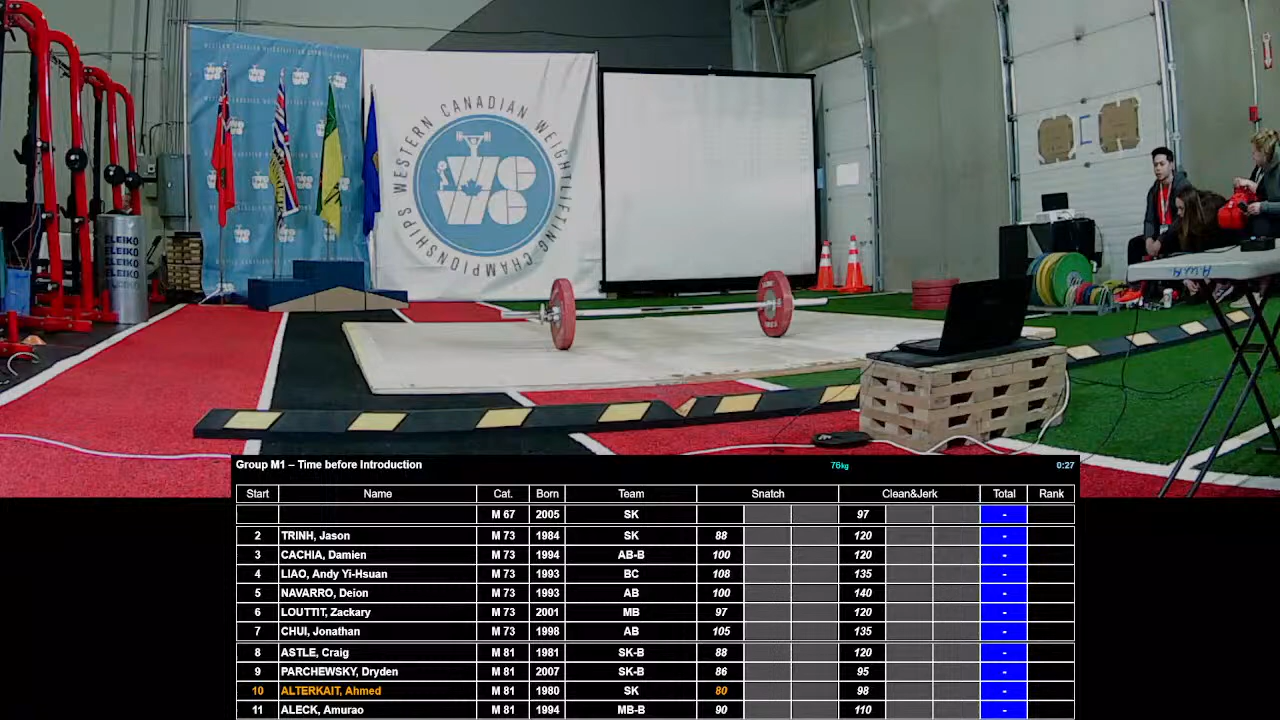 WESTERN CANADIAN WEIGHTLIFTING CHAMPIONSHIPS
WC
WC
ELEIKO
ELEIKO
ELEIKO
ELEIKO
Group M1 – Time before Introduction 76kg 0:27
Start Name Cat. Born Team Snatch Clean&Jerk Total Rank
M 67 2005 SK 97 -
2 TRINH, Jason M 73 1984 SK 88 120 -
3 CACHIA, Damien M 73 1994 AB-B 100 120 -
4 LIAO, Andy Yi-Hsuan M 73 1993 BC 108 135 -
5 NAVARRO, Deion M 73 1993 AB 100 140 -
6 LOUTTIT, Zackary M 73 2001 MB 97 120 -
7 CHUI, Jonathan M 73 1998 AB 105 135 -
8 ASTLE, Craig M 81 1981 SK-B 88 120 -
9 PARCHEWSKY, Dryden M 81 2007 SK-B 86 95 -
10 ALTERKAIT, Ahmed M 81 1980 SK 80 98 -
11 ALECK, Amurao M 81 1994 MB-B 90 110 -